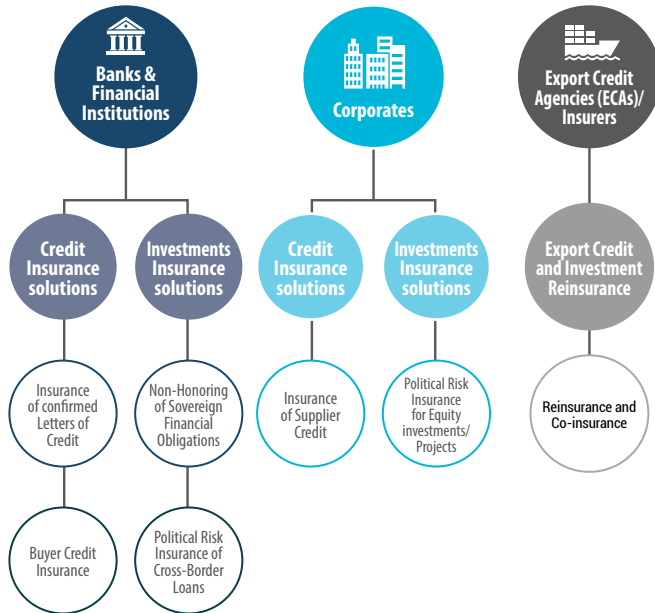 Banks &
Financial
Institutions
Corporates
Export Credit
Agencies (ECAs)/
Insurers
Credit
Insurance
solutions
Investments
Insurance
solutions
Credit
Insurance
solutions
Investments
Insurance
solutions
Export Credit
and Investment
Reinsurance
Insurance
of confirmed
Letters of
Credit
Non-Honoring
of Sovereign
Financial
Obligations
Insurance
of Supplier
Credit
Political Risk
Insurance
for Equity
investments/
Projects
Reinsurance and
Co-insurance
Buyer Credit
Insurance
Political Risk
Insurance of
Cross-Border
Loans